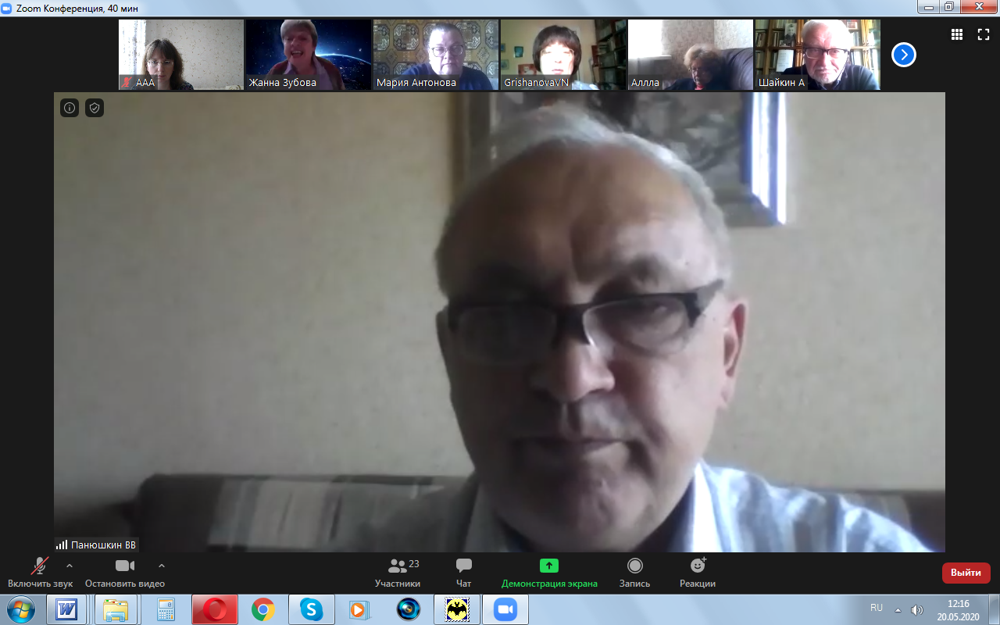 Zoom Конференция, 40 мин
AAA
Жанна Зубова
Мария Антонова
GrishanovaVN
Аллла
Шайкин А
Панюшкин ВВ
Включить звук
Остановить видео
Участники
23
Чат
Демонстрация экрана
Запись
Реакции
Выйти
RU
12:16
20.05.2020